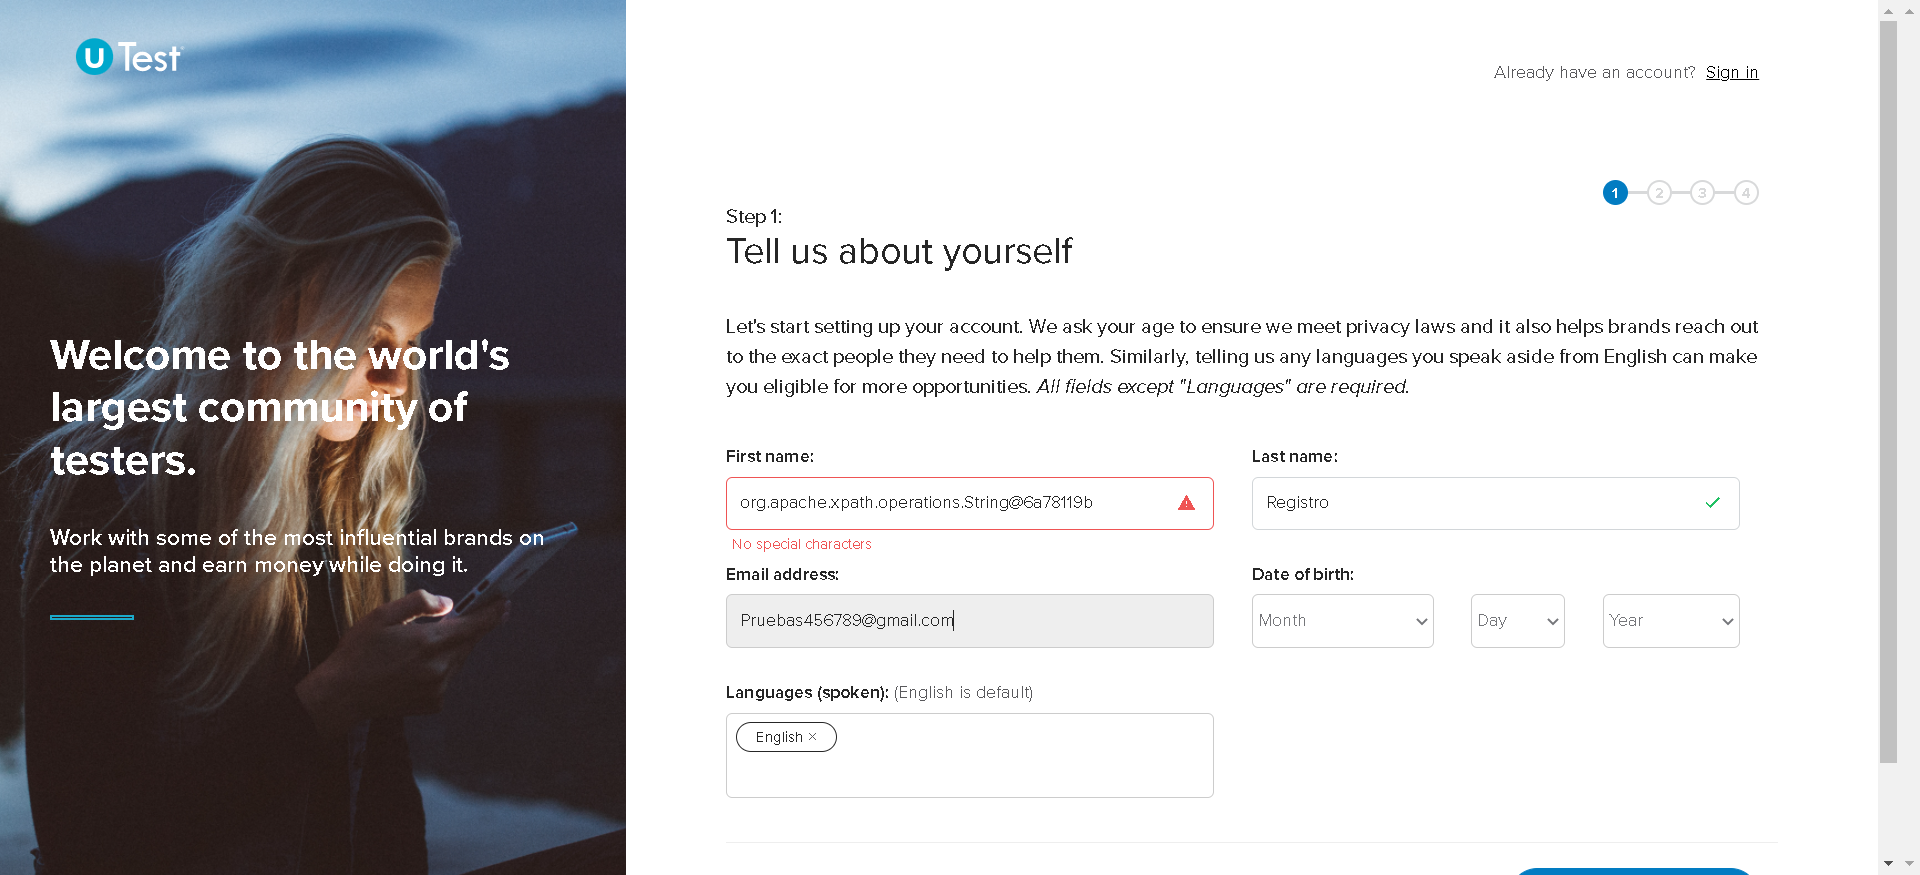 U Test
Already have an account? Sign in
1 2 3 4
Step 1:
Tell us about yourself
Let's start setting up your account. We ask your age to ensure we meet privacy laws and it also helps brands reach out
to the exact people they need to help them. Similarly, telling us any languages you speak aside from English can make
you eligible for more opportunities. All fields except "Languages" are required.
Welcome to the world's
largest community of
testers.
Work with some of the most influential brands on
the planet and earn money while doing it.
First name:
Last name:
org.apache.xpath.operations.String@6a78119b
Registro
No special characters
Email address:
Date of birth:
Pruebas456789@gmail.com
Month
Day
Year
Languages (spoken): (English is default)
English ×